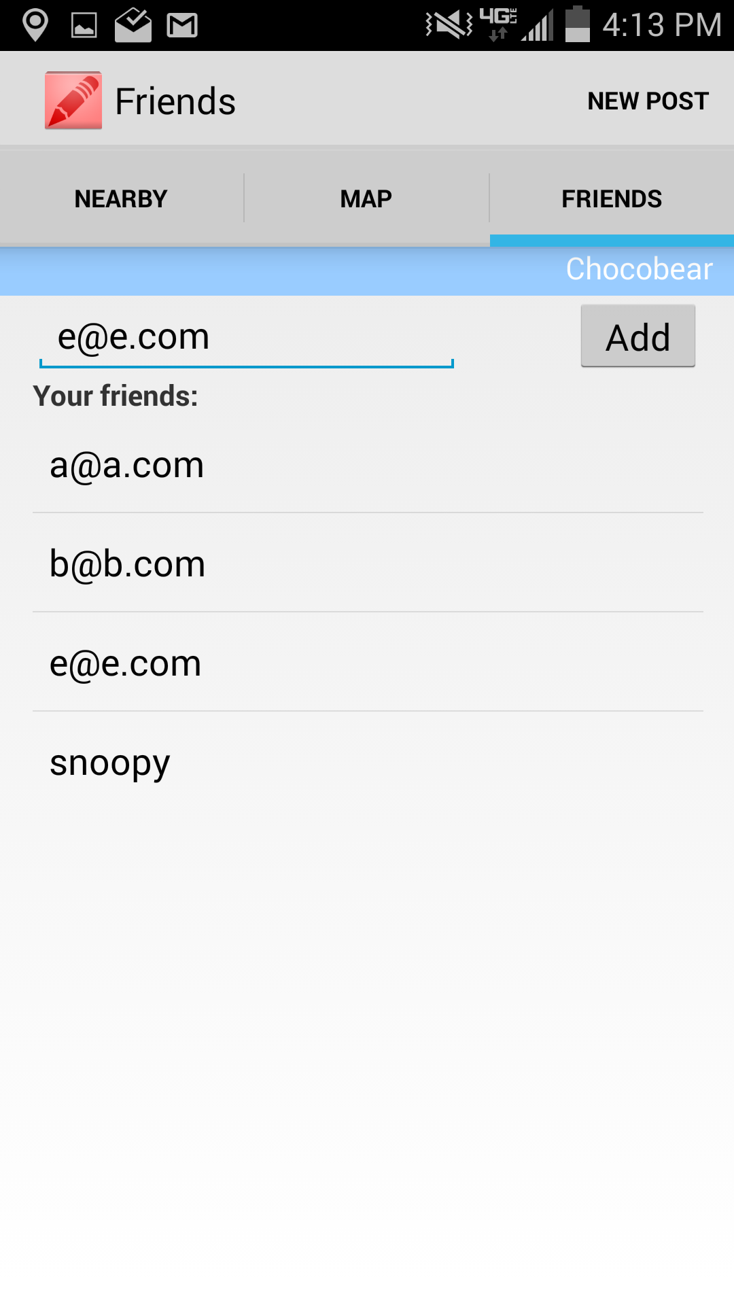 4G LTE 4:13 PM
Friends NEW POST
NEARBY MAP FRIENDS
Chocobear
e@e.com Add
Your friends:
a@a.com
b@b.com
e@e.com
snoopy